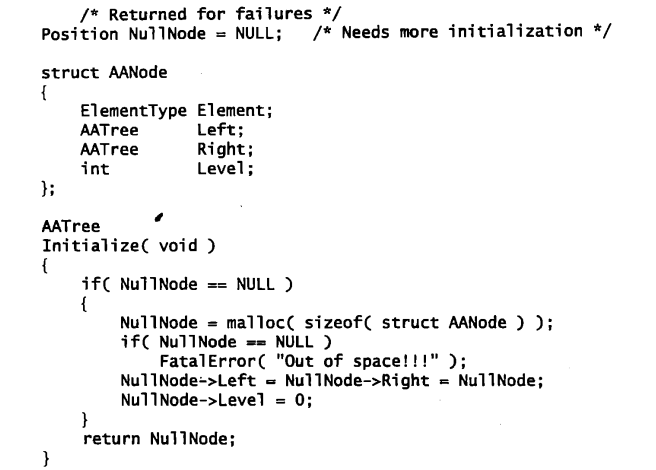 /* Returned for failures */
Position NullNode = NULL; /* Needs more initialization */
struct AANode
{
ElementType Element;
AATree Left;
AATree Right;
int Level;
};
AATree
Initialize( void )
{
if( NullNode == NULL )
{
NullNode = malloc( sizeof( struct AANode ) );
if( NullNode == NULL )
FatalError( "Out of space!!!" );
NullNode->Left = NullNode->Right = NullNode;
NullNode->Level = 0;
}
return NullNode;
}